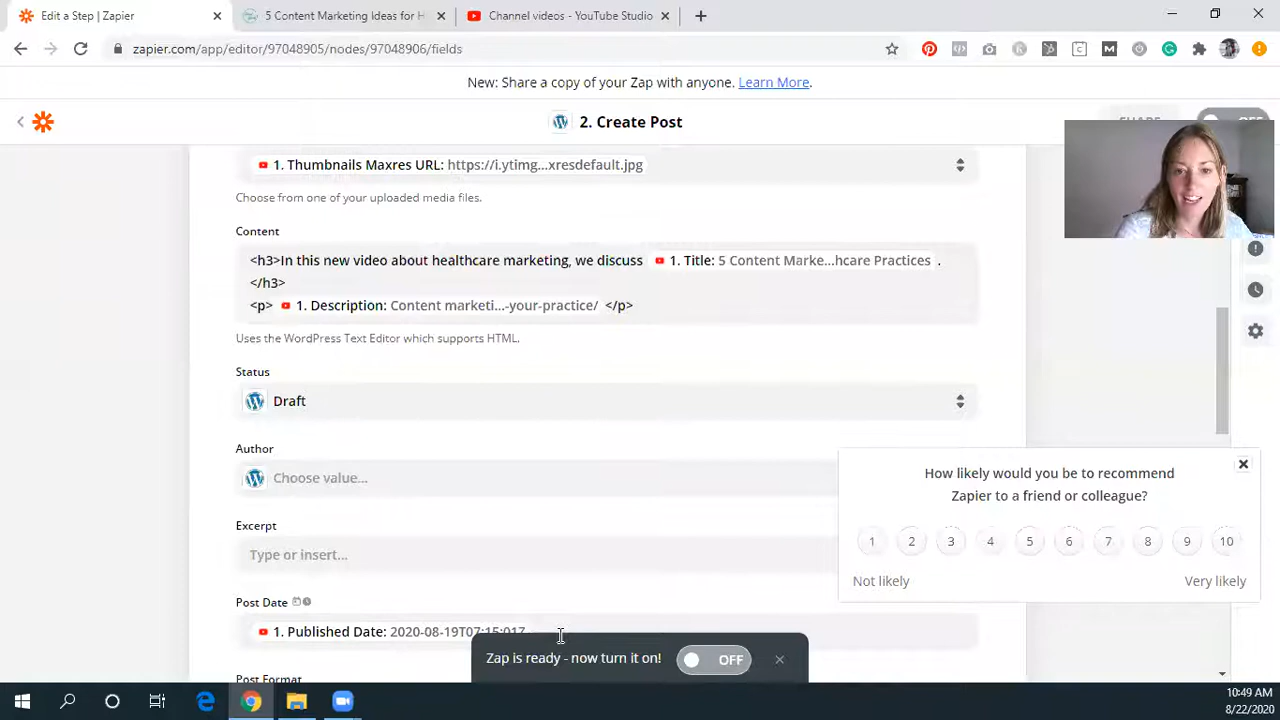 Edit a Step | Zapier
5 Content Marketing Ideas for H
Channel videos - YouTube Studio
zapier.com/app/editor/97048905/nodes/97048906/fields
New: Share a copy of your Zap with anyone. Learn More.
2. Create Post
OFF
1. Thumbnails Maxres URL: https://i.ytimg...xresdefault.jpg
Choose from one of your uploaded media files.
Content
<h3>In this new video about healthcare marketing, we discuss 1. Title: 5 Content Marke...hcare Practices .
</h3>
<p> 1. Description: Content marketi...-your-practice/ </p>
Uses the WordPress Text Editor which supports HTML.
Status
Draft
Author
Choose value...
How likely would you be to recommend
Zapier to a friend or colleague?
1 2 3 4 5 6 7 8 9 10
Not likely Very likely
Excerpt
Type or insert...
Post Date
1. Published Date: 2020-08-19T07:15:01Z
Zap is ready - now turn it on! OFF
Post Format
10:49 AM
8/22/2020